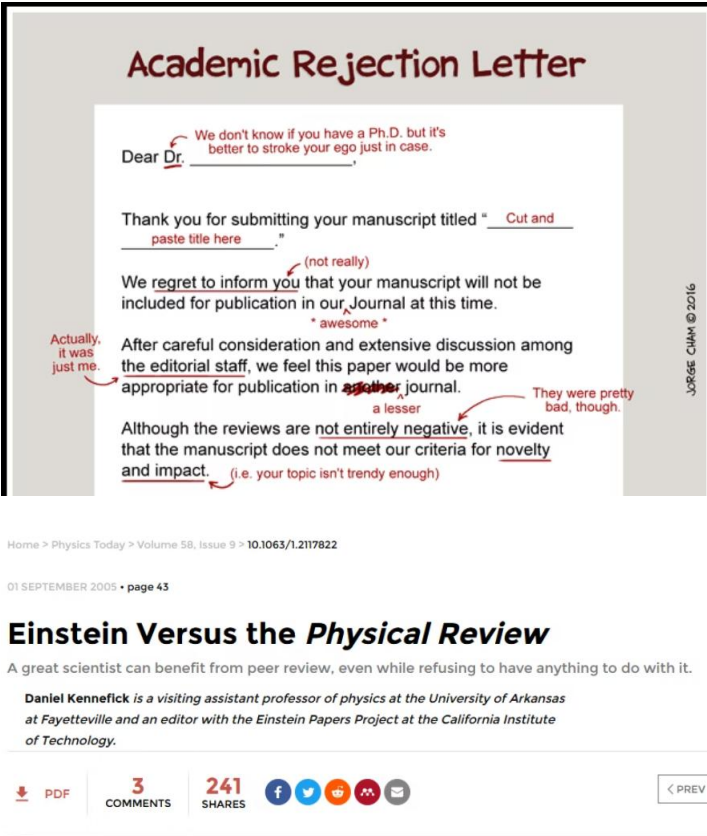 Academic Rejection Letter
We don't know if you have a Ph.D. but it's
better to stroke your ego just in case.
Dear Dr. ____________________,
Thank you for submitting your manuscript titled “ Cut and
paste title here .”
(not really)
We regret to inform you that your manuscript will not be
included for publication in our Journal at this time.
* awesome *
Actually,
it was
just me.
After careful consideration and extensive discussion among
the editorial staff, we feel this paper would be more
appropriate for publication in another journal.
a lesser
They were pretty
bad, though.
Although the reviews are not entirely negative, it is evident
that the manuscript does not meet our criteria for novelty
and impact.
(i.e. your topic isn't trendy enough)
JORGE CHAM © 2016
Home > Physics Today > Volume 58, Issue 9 > 10.1063/1.2117822
01 SEPTEMBER 2005 • page 43
Einstein Versus the Physical Review
A great scientist can benefit from peer review, even while refusing to have anything to do with it.
Daniel Kennefick is a visiting assistant professor of physics at the University of Arkansas
at Fayetteville and an editor with the Einstein Papers Project at the California Institute
of Technology.
PDF
3
COMMENTS
241
SHARES
< PREV